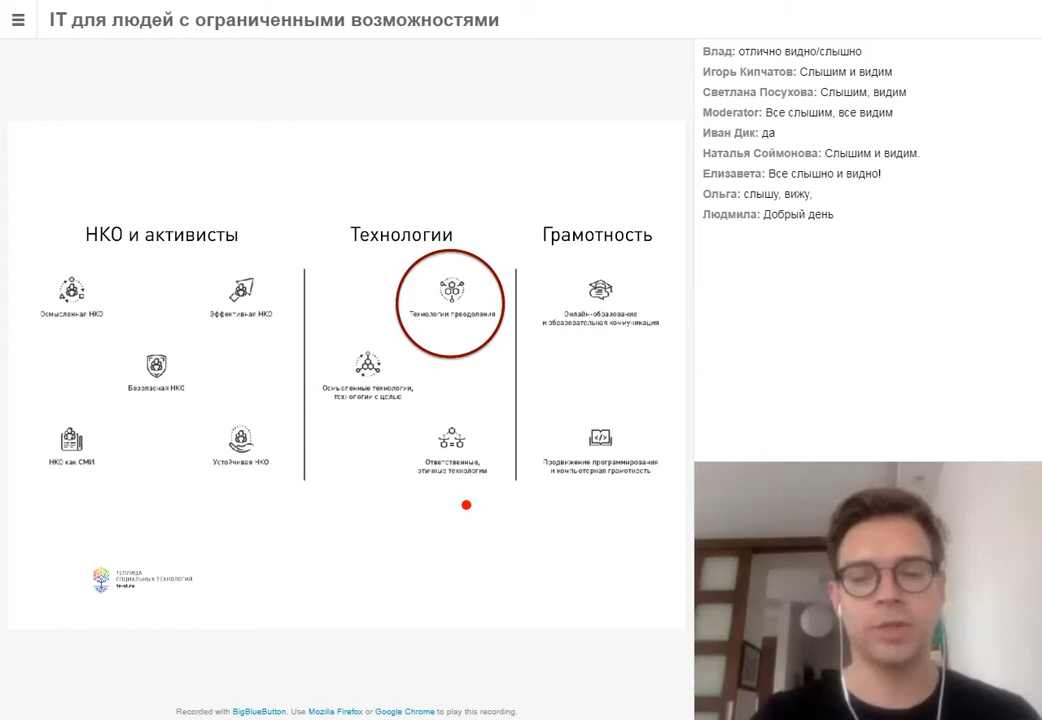 IT для людей с ограниченными возможностями
НКО и активисты
Технологии
Грамотность
Осмысленная НКО
Эффективная НКО
Технологии преодоления
Онлайн-образование
и образовательная коммуникация
Безопасная НКО
Осмысленные технологии,
технологии с целью
НКО как СМИ
Устойчивая НКО
Ответственные,
этичные технологии
Продвижение программирования
и компьютерная грамотность
ТЕПЛИЦА
СОЦИАЛЬНЫХ ТЕХНОЛОГИЙ
te-st.ru
Recorded with BigBlueButton. Use Mozilla Firefox or Google Chrome to play this recording.
Влад: отлично видно/слышно
Игорь Кипчатов: Слышим и видим
Светлана Посухова: Слышим, видим
Moderator: Все слышим, все видим
Иван Дик: да
Наталья Соймонова: Слышим и видим.
Елизавета: Все слышно и видно!
Ольга: слышу, вижу,
Людмила: Добрый день